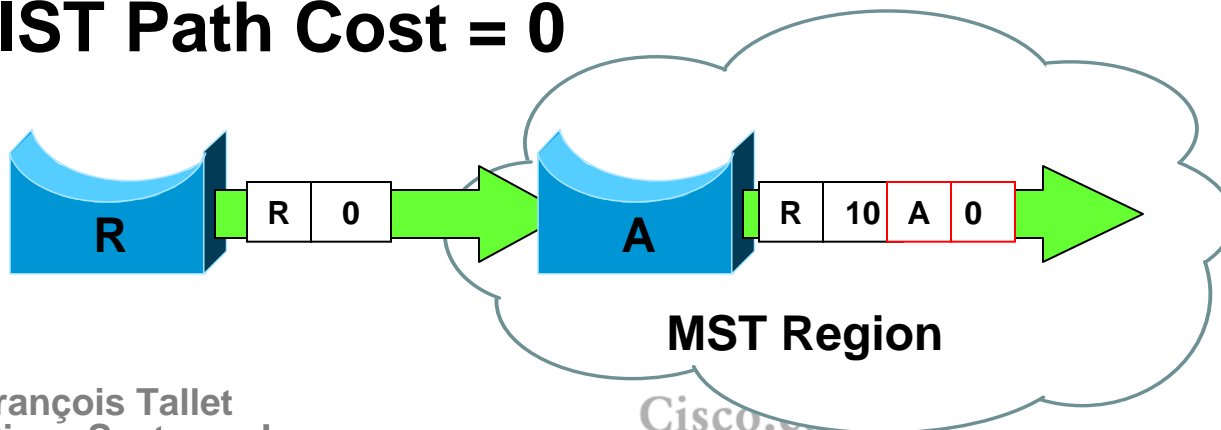 IST Path Cost = 0
R
R 0
A
R 10 A 0
MST Region
rançois Tallet
Cisco.